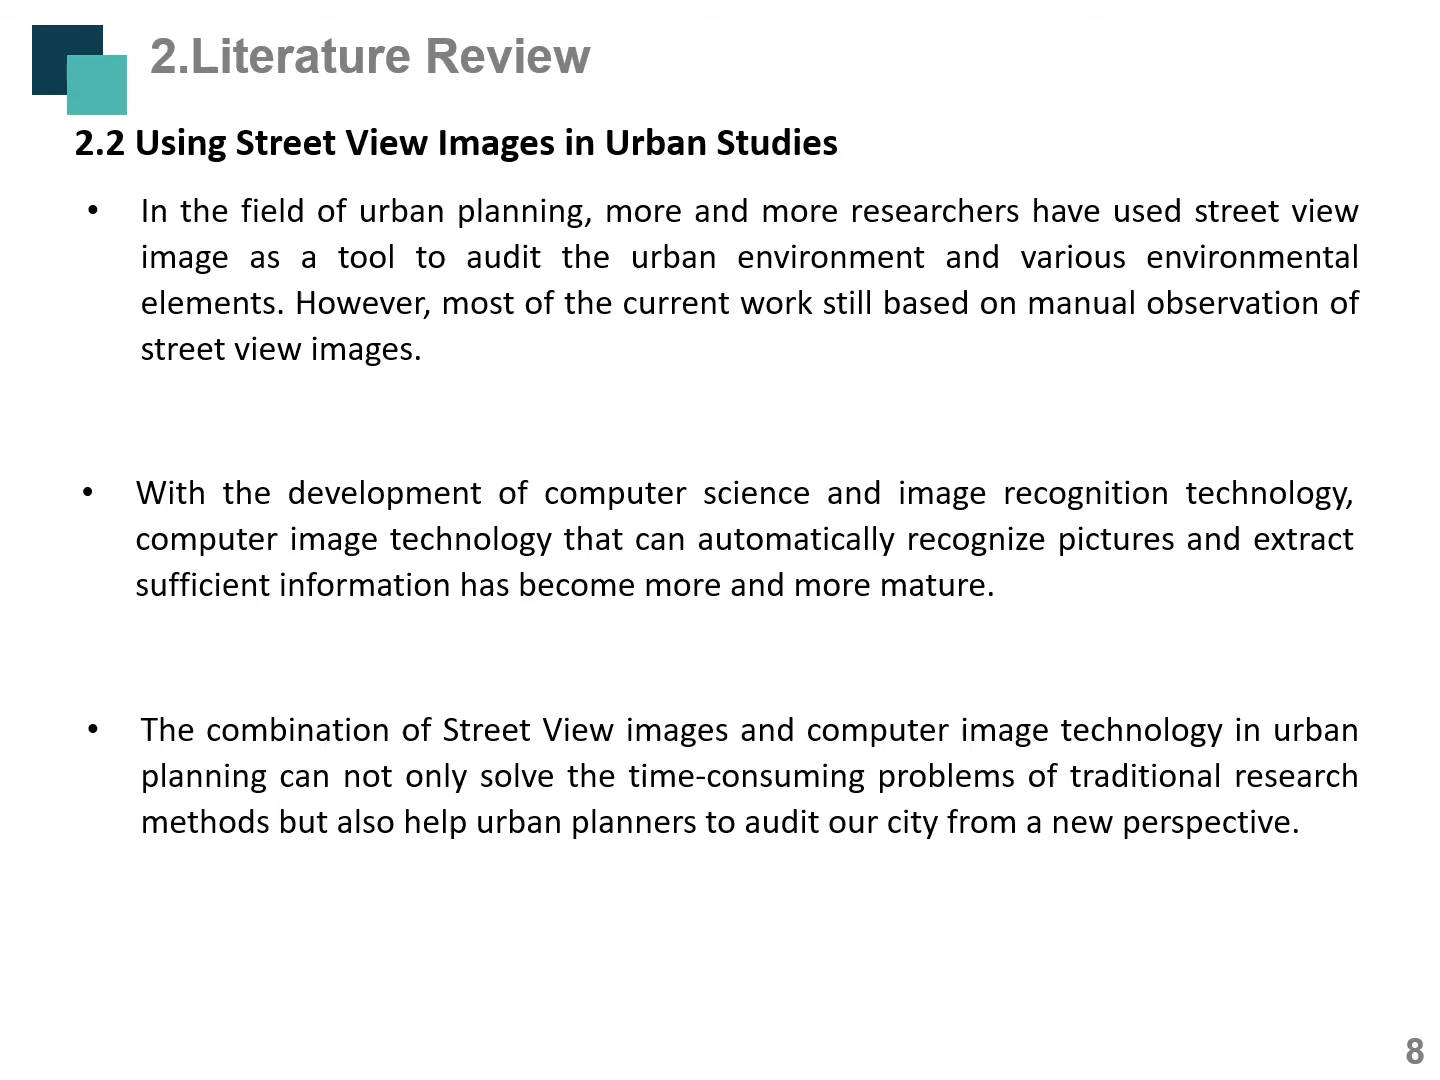 2.Literature Review
2.2 Using Street View Images in Urban Studies
• In the field of urban planning, more and more researchers have used street view
image as a tool to audit the urban environment and various environmental
elements. However, most of the current work still based on manual observation of
street view images.
• With the development of computer science and image recognition technology,
computer image technology that can automatically recognize pictures and extract
sufficient information has become more and more mature.
• The combination of Street View images and computer image technology in urban
planning can not only solve the time-consuming problems of traditional research
methods but also help urban planners to audit our city from a new perspective.
8